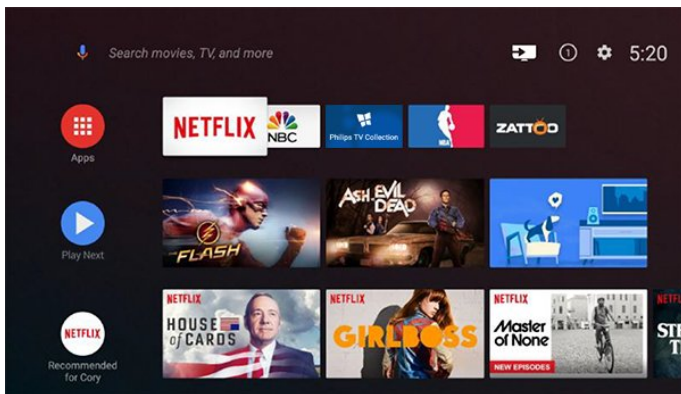 Search movies, TV, and more
1
5:20
Apps
NETFLIX
NBC
Philips TV Collection
NBA
ZATTOO
Play Next
THE FLASH
ASH VS EVIL DEAD
NETFLIX
Recommended
for Cory
NETFLIX
HOUSE
of CARDS
NETFLIX
GIRLBOSS
NETFLIX
Master
of None
NEW EPISODES